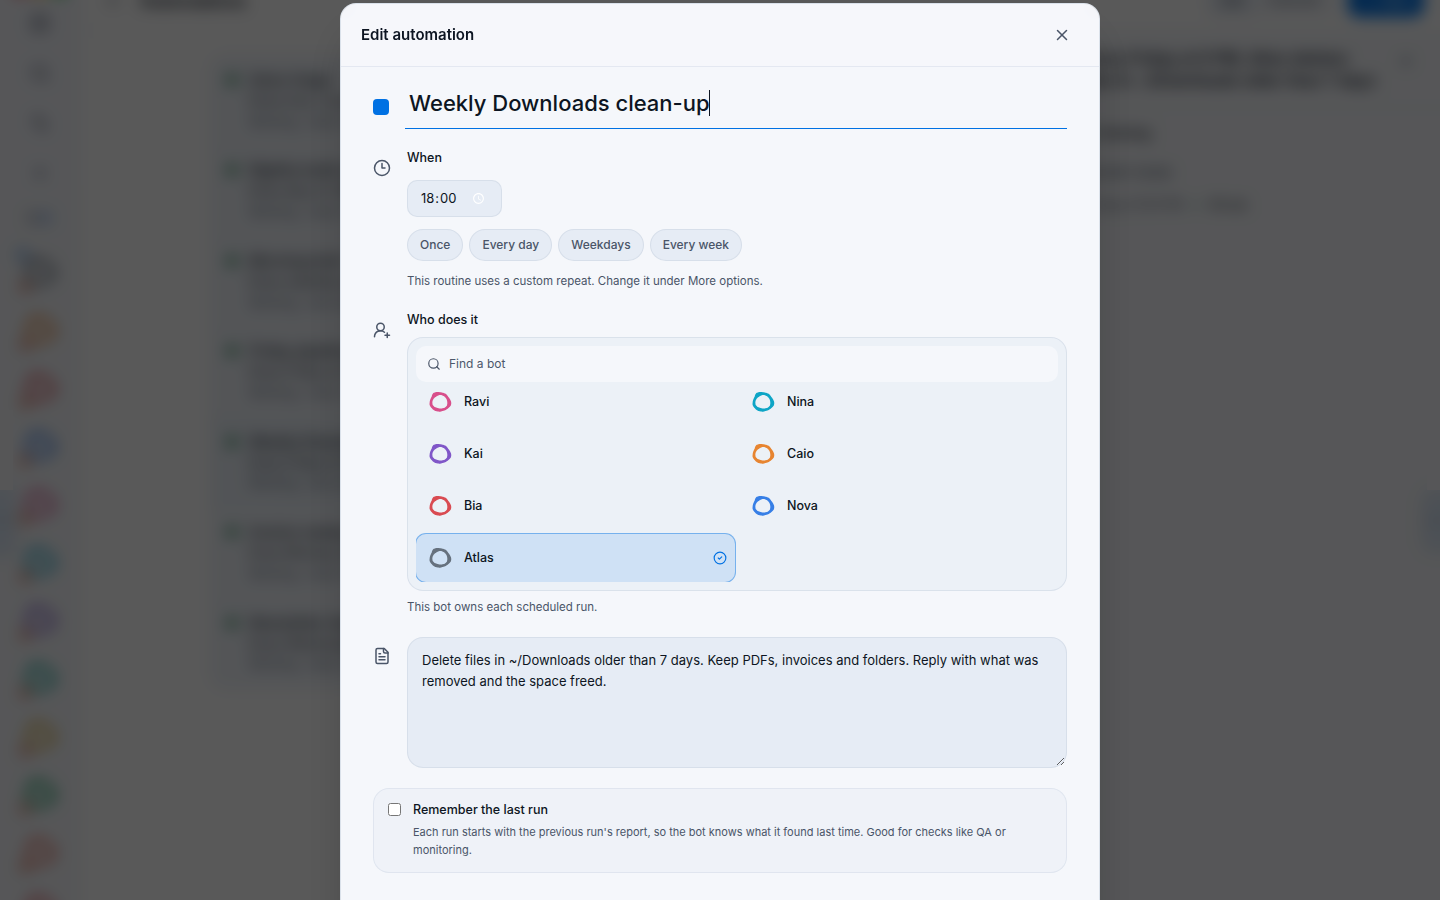 Edit automation
Weekly Downloads clean-up
When
18:00
Once
Every day
Weekdays
Every week
This routine uses a custom repeat. Change it under More options.
Who does it
Find a bot
Ravi
Nina
Kai
Caio
Bia
Nova
Atlas
This bot owns each scheduled run.
Delete files in ~/Downloads older than 7 days. Keep PDFs, invoices and folders. Reply with what was
removed and the space freed.
Remember the last run
Each run starts with the previous run's report, so the bot knows what it found last time. Good for checks like QA or
monitoring.